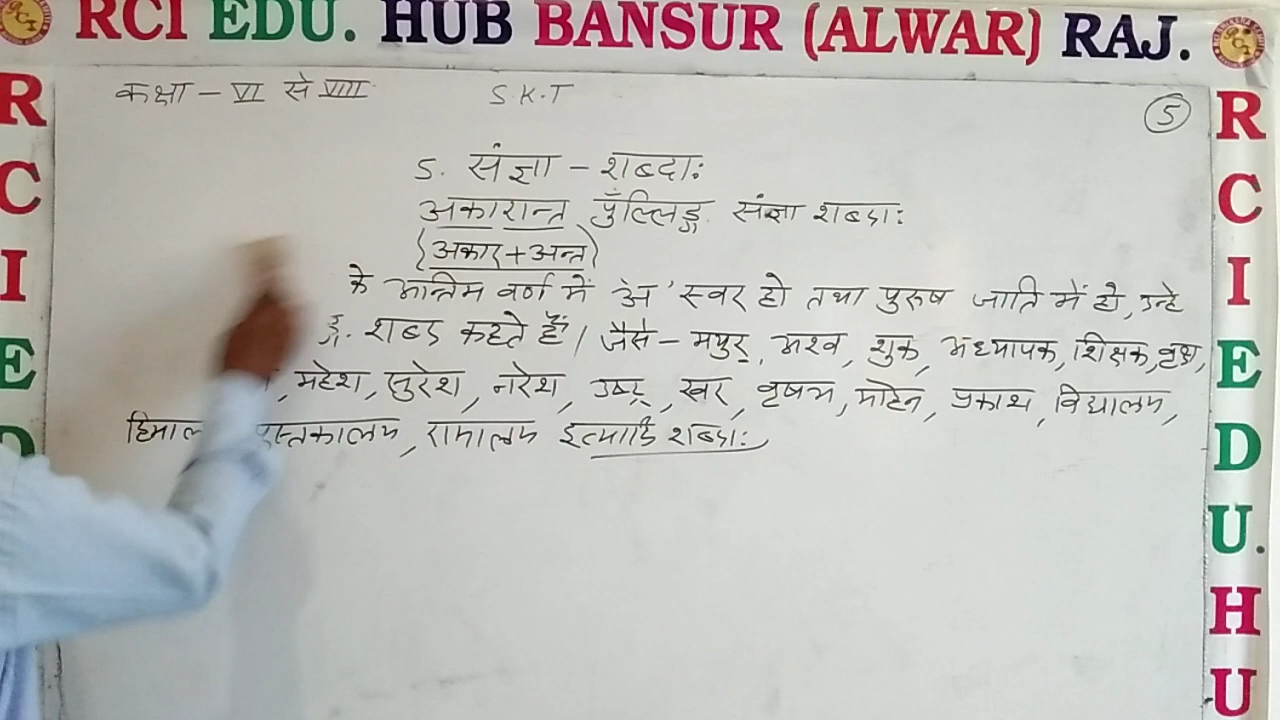 RCI EDU. HUB BANSUR (ALWAR) RAJ.
कक्षा - VI से VIII S.K.T 5
5. संज्ञा - शब्दाः
अकारान्त पुँल्लिङ्ग संज्ञा शब्दाः
(अकार+अन्त)
के अन्तिम वर्ण में 'अ' स्वर हो तथा पुरुष जाति में हो, उन्हे
शब्द कहते हैं। जैसे - मयुर, अश्व, शुक, अध्यापक, शिक्षक, वृक्ष,
, महेश, सुरेश, नरेश, उष्ट्र, खर, वृषभ, मोहन, प्रकाश, विद्यालय,
हिमाल स्तकालय, रामालय इत्यादि शब्दाः
R C I E D
R C I E D U. H U